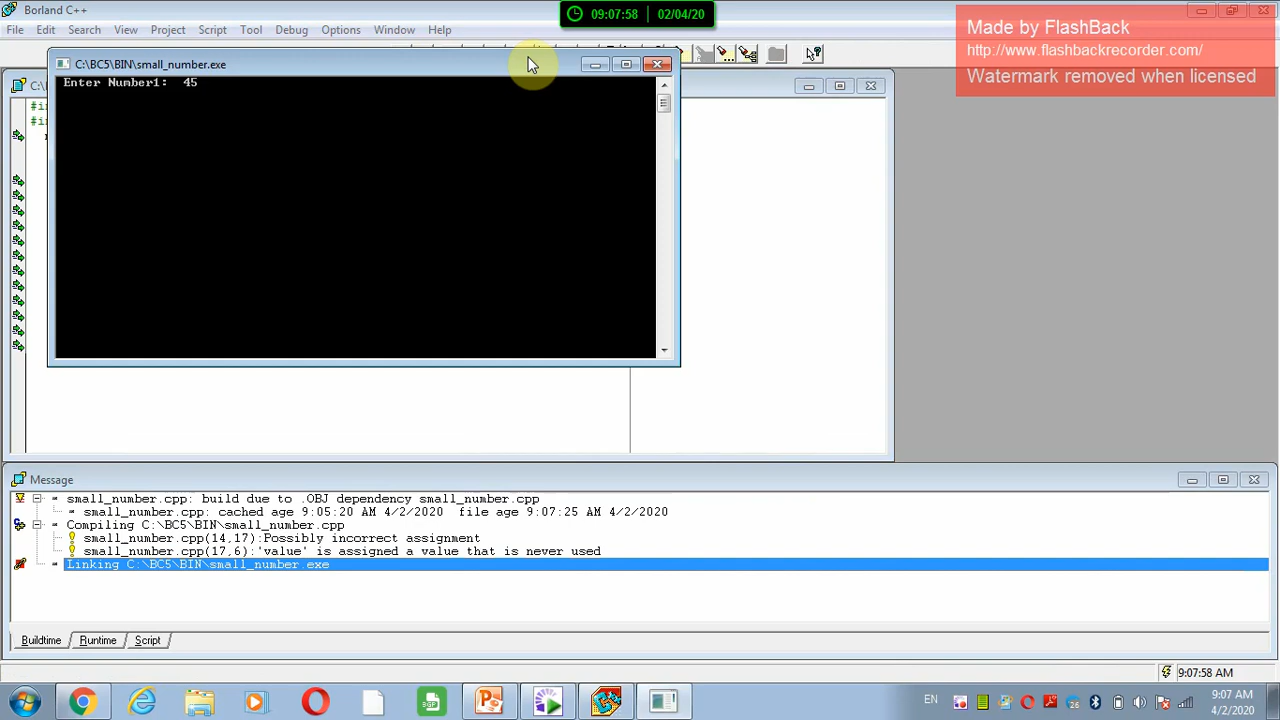 Borland C++
09:07:58 02/04/20
Made by FlashBack
http://www.flashbackrecorder.com/
Watermark removed when licensed
File Edit Search View Project Script Tool Debug Options Window Help
C:\BC5\BIN\small_number.exe
Enter Number1: 45
Message
small_number.cpp: build due to .OBJ dependency small_number.cpp
small_number.cpp: cached age 9:05:20 AM 4/2/2020 file age 9:07:25 AM 4/2/2020
Compiling C:\BC5\BIN\small_number.cpp
small_number.cpp(14,17):Possibly incorrect assignment
small_number.cpp(17,6):'value' is assigned a value that is never used
Linking C:\BC5\BIN\small_number.exe
Buildtime Runtime Script
9:07:58 AM
EN
9:07 AM
4/2/2020